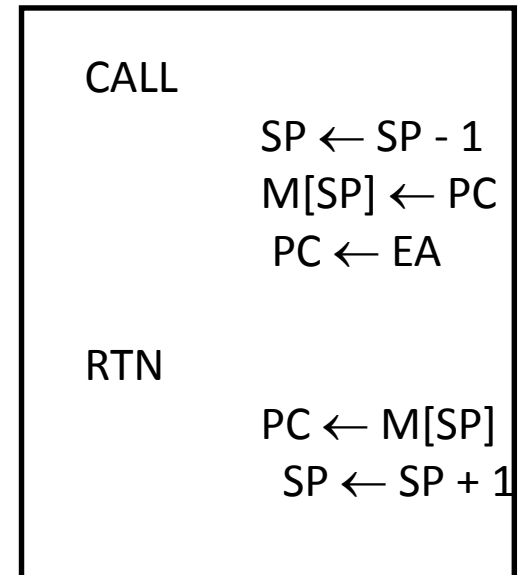 CALL
SP ← SP - 1
M[SP] ← PC
PC ← EA
RTN
PC ← M[SP]
SP ← SP + 1